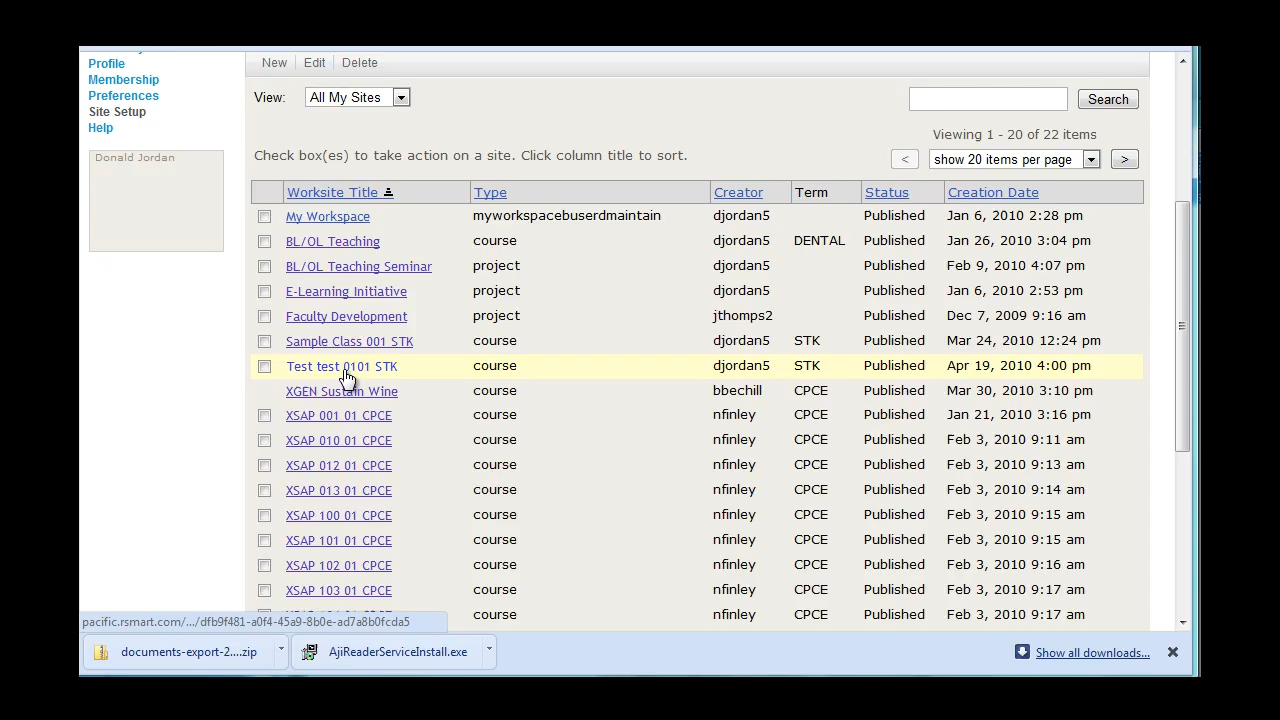 Profile
Membership
Preferences
Site Setup
Help
Donald Jordan
New Edit Delete
View: All My Sites
Search
Viewing 1 - 20 of 22 items
Check box(es) to take action on a site. Click column title to sort.
< show 20 items per page >
Worksite Title Type Creator Term Status Creation Date
My Workspace myworkspacebuserdmaintain djordan5 Published Jan 6, 2010 2:28 pm
BL/OL Teaching course djordan5 DENTAL Published Jan 26, 2010 3:04 pm
BL/OL Teaching Seminar project djordan5 Published Feb 9, 2010 4:07 pm
E-Learning Initiative project djordan5 Published Jan 6, 2010 2:53 pm
Faculty Development project jthomps2 Published Dec 7, 2009 9:16 am
Sample Class 001 STK course djordan5 STK Published Mar 24, 2010 12:24 pm
Test test 0101 STK course djordan5 STK Published Apr 19, 2010 4:00 pm
XGEN Sustain Wine course bbechill CPCE Published Mar 30, 2010 3:10 pm
XSAP 001 01 CPCE course nfinley CPCE Published Jan 21, 2010 3:16 pm
XSAP 010 01 CPCE course nfinley CPCE Published Feb 3, 2010 9:11 am
XSAP 012 01 CPCE course nfinley CPCE Published Feb 3, 2010 9:13 am
XSAP 013 01 CPCE course nfinley CPCE Published Feb 3, 2010 9:14 am
XSAP 100 01 CPCE course nfinley CPCE Published Feb 3, 2010 9:15 am
XSAP 101 01 CPCE course nfinley CPCE Published Feb 3, 2010 9:15 am
XSAP 102 01 CPCE course nfinley CPCE Published Feb 3, 2010 9:16 am
XSAP 103 01 CPCE course nfinley CPCE Published Feb 3, 2010 9:17 am
course nfinley CPCE Published Feb 3, 2010 9:17 am
pacific.rsmart.com/.../dfb9f481-a0f4-45a9-8b0e-ad7a8b0fcda5
documents-export-2....zip AjiReaderServiceInstall.exe Show all downloads...